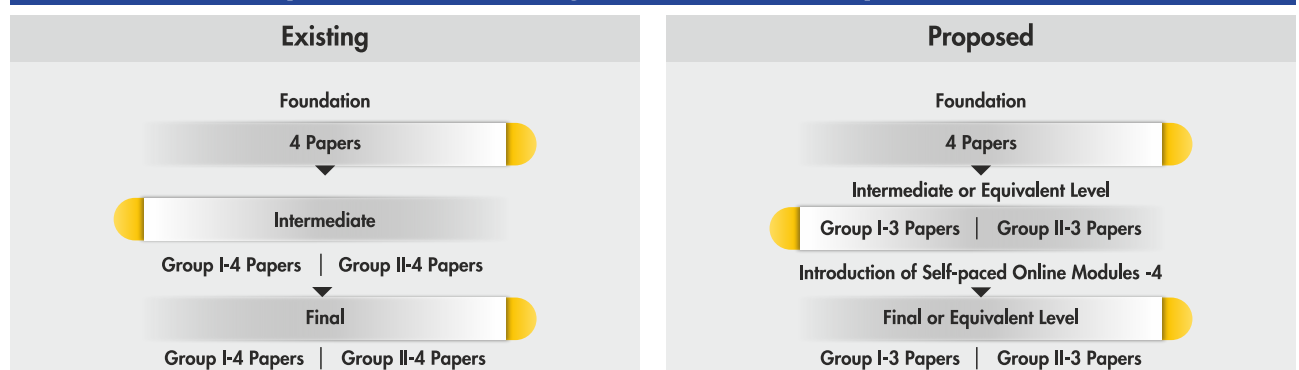 Existing
Foundation
4 Papers
Intermediate
Group I-4 Papers | Group II-4 Papers
Final
Group I-4 Papers | Group II-4 Papers
Proposed
Foundation
4 Papers
Intermediate or Equivalent Level
Group I-3 Papers | Group II-3 Papers
Introduction of Self-paced Online Modules -4
Final or Equivalent Level
Group I-3 Papers | Group II-3 Papers